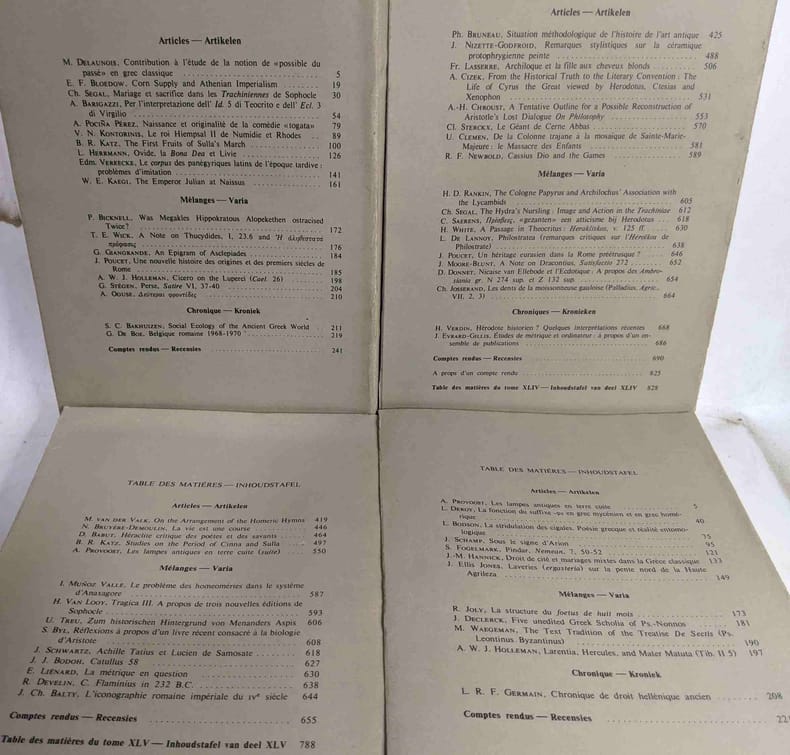 Articles — Artikelen
M. DELAUNOIS, Contribution à l'étude de la notion de «possible du
passé» en grec classique 5
E. F. BLOEDOW, Corn Supply and Athenian Imperialism 19
Ch. SEGAL, Mariage et sacrifice dans les Trachiniennes de Sophocle 30
A. BARIGAZZI, Per l'interpretazione dell' Id. 5 di Teocrito e dell' Ecl. 3
di Virgilio 54
A. POCIÑA PÉREZ, Naissance et originalité de la comédie «togata» 79
V. N. KONTORINIS, Le roi Hiempsal II de Numidie et Rhodes 89
B. R. KATZ, The First Fruits of Sulla's March 100
L. HERRMANN, Ovide, la Bona Dea et Livie 126
Edm. VEREECKE, Le corpus des panégyriques latins de l'époque tardive :
problèmes d'imitation 141
W. E. KAEGI, The Emperor Julian at Naissus 161
Mélanges — Varia
P. BICKNELL, Was Megakles Hippokratous Alopekethen ostracised
Twice? 172
T. E. WICK, A Note on Thucydides, I, 23,6 and Ἡ ἀληθεστάτη
πρόφασις 176
G. GIANGRANDE, An Epigram of Asclepiades 184
J. POUCET, Une nouvelle histoire des origines et des premiers siècles de
Rome 185
A. W. J. HOLLEMAN, Cicero on the Luperci (Cael. 26) 198
G. STÉGEN, Perse, Satire VI, 37-40 204
A. OGUSE, Δεύτεραι φροντίδες 210
Chronique — Kroniek
S. C. BAKHUIZEN, Social Ecology of the Ancient Greek World 211
G. DE BOE, Belgique romaine 1968-1970 219
Comptes rendus — Recensies 241
Articles — Artikelen
Ph. BRUNEAU, Situation méthodologique de l'histoire de l'art antique 425
J. NIZETTE-GODFROID, Remarques stylistiques sur la céramique
protophrygienne peinte 488
Fr. LASSERRE, Archiloque et la fille aux cheveux blonds 506
A. CIZEK, From the Historical Truth to the Literary Convention : The
Life of Cyrus the Great viewed by Herodotus, Ctesias and
Xenophon 531
A.-H. CHROUST, A Tentative Outline for a Possible Reconstruction of
Aristotle's Lost Dialogue On Philosophy 553
Cl. STERCKX, Le Géant de Cerne Abbas 570
U. CLEMEN, De la Colonne trajane à la mosaïque de Sainte-Marie-
Majeure : le Massacre des Enfants 581
R. F. NEWBOLD, Cassius Dio and the Games 589
Mélanges — Varia
H. D. RANKIN, The Cologne Papyrus and Archilochus' Association with
the Lycambids 605
Ch. SEGAL, The Hydra's Nursling : Image and Action in the Trachiniae 612
C. SAERENS, Πρέσβεις, «gezanten» een atticisme bij Herodotus 618
H. WHITE, A Passage in Theocritus : Herakliskos, v. 125 ff. 630
L. DE LANNOY, Philostratea (remarques critiques sur l'Héroïkos de
Philostrate) 638
J. POUCET, Un héritage eurasien dans la Rome préétrusque ? 646
J. MOORE-BLUNT, A Note on Dracontius, Satisfactio 272 652
D. DONNET, Nicaise van Ellebode et l'Ecdotique : A propos des Ambro-
siania gr. N 274 sup. et Z 132 sup. 654
Ch. JOSSERAND, Les dents de la moissonneuse gauloise (Palladius, Agric.,
VII, 2, 3) 664
Chroniques — Kronieken
H. VERDIN, Hérodote historien ? Quelques interprétations récentes 668
J. EVRARD-GILLIS, Études de métrique et ordinateur : à propos d'un en-
semble de publications 686
Comptes rendus — Recensies 690
A propos d'un compte rendu 825
Table des matières du tome XLIV — Inhoudstafel van deel XLIV 828
TABLE DES MATIÈRES — INHOUDSTAFEL
Articles — Artikelen
M. VAN DER VALK, On the Arrangement of the Homeric Hymns 419
N. BRUYÈRE-DEMOULIN, La vie est une course 446
D. BABUT, Héraclite critique des poètes et des savants 464
B. R. KATZ, Studies on the Period of Cinna and Sulla 497
A. PROVOOST, Les lampes antiques en terre cuite (suite) 550
Mélanges — Varia
I. MUÑOZ VALLE, Le problème des homeoméries dans le système
d'Anaxagore 587
H. VAN LOOY, Tragica III. A propos de trois nouvelles éditions de
Sophocle 593
U. TREU, Zum historischen Hintergrund von Menanders Aspis 606
S. BYL, Réflexions à propos d'un livre récent consacré à la biologie
d'Aristote 608
J. SCHWARTZ, Achille Tatius et Lucien de Samosate 618
J. J. BODOH, Catullus 58 627
E. LIÉNARD, La métrique en question 630
R. DEVELIN, C. Flaminius in 232 B.C. 638
J. Ch. BALTY, L'iconographie romaine impériale du IVe siècle 644
Comptes rendus — Recensies 655
Table des matières du tome XLV — Inhoudstafel van deel XLV 788
TABLE DES MATIÈRES — INHOUDSTAFEL
Articles — Artikelen
A. PROVOOST, Les lampes antiques en terre cuite 5
L. DEROY, La fonction du suffixe -φι en grec mycénien et en grec homé-
rique 40
L. BODSON, La stridulation des cigales. Poésie grecque et réalité entomo-
logique 75
J. SCHAMP, Sous le signe d'Arion 95
S. FOGELMARK, Pindar, Nemean, 7, 50-52 121
J.-M. HANNICK, Droit de cité et mariages mixtes dans la Grèce classique 133
J. ELLIS JONES, Laveries (ergasteria) sur la pente nord de la Haute
Agrileza 149
Mélanges — Varia
R. JOLY, La structure du foetus de huit mois 173
J. DECLERCK, Five unedited Greek Scholia of Ps.-Nonnos 181
M. WAEGEMAN, The Text Tradition of the Treatise De Sectis (Ps.
Leontinus Byzantinus) 190
A. W. J. HOLLEMAN, Larentia, Hercules, and Mater Matuta (Tib. II 5) 197
Chronique — Kroniek
L. R. F. GERMAIN, Chronique de droit hellénique ancien 208
Comptes rendus — Recensies